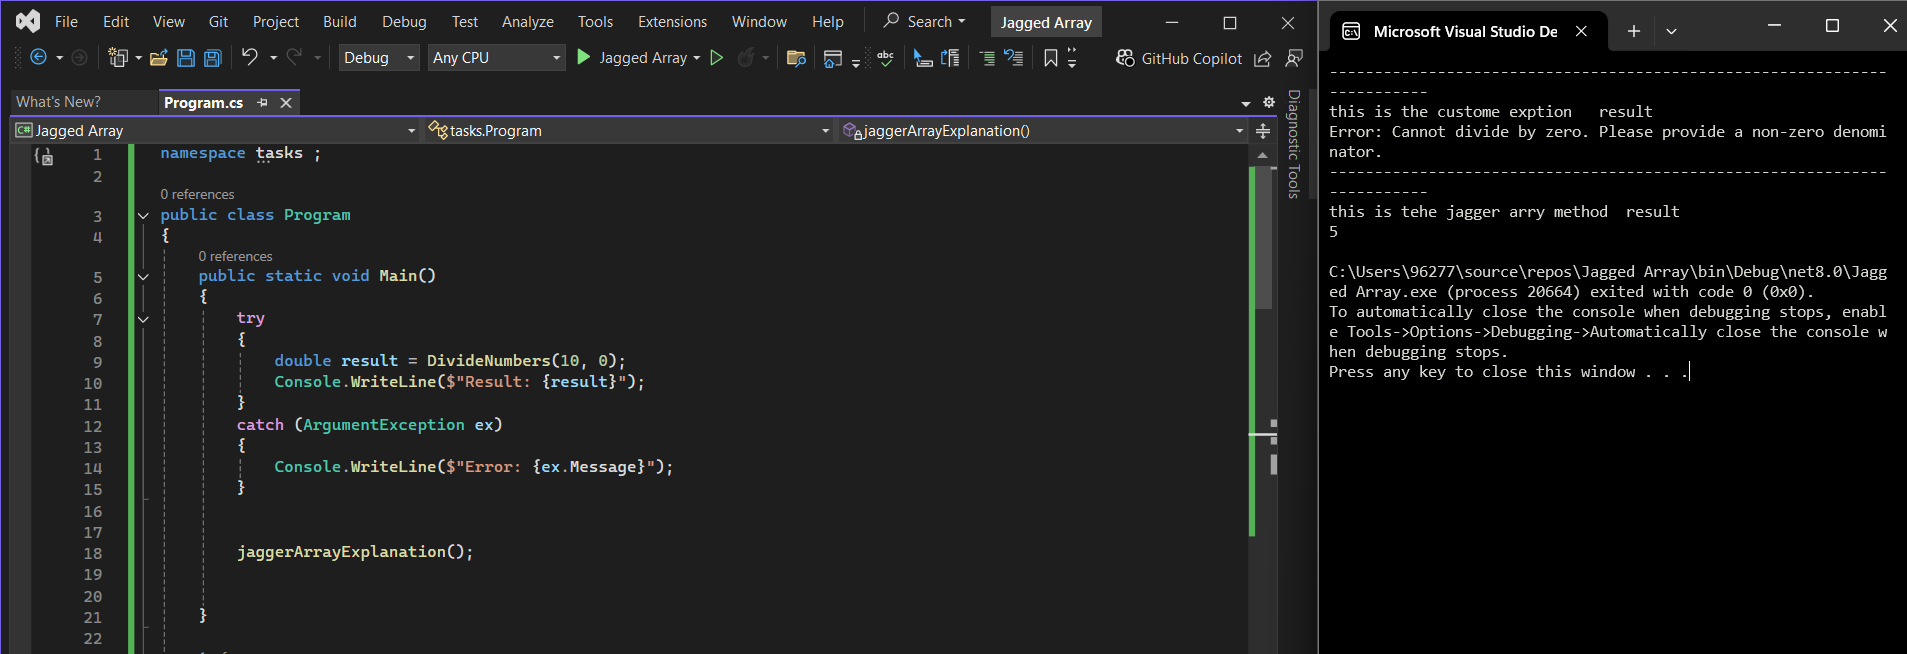 File Edit View Git Project Build Debug Test Analyze Tools Extensions Window Help Search Jagged Array
Debug Any CPU Jagged Array abc GitHub Copilot
What's New? Program.cs
C# Jagged Array tasks.Program jaggerArrayExplanation()
1 namespace tasks ;
2
0 references
3 public class Program
4 {
0 references
5 public static void Main()
6 {
7 try
8 {
9 double result = DivideNumbers(10, 0);
10 Console.WriteLine($"Result: {result}");
11 }
12 catch (ArgumentException ex)
13 {
14 Console.WriteLine($"Error: {ex.Message}");
15 }
16
17
18 jaggerArrayExplanation();
19
20
21 }
22
Diagnostic Tools
Microsoft Visual Studio De
--------------------------------------------------------------
-----------
this is the custome exption   result
Error: Cannot divide by zero. Please provide a non-zero denomi
nator.
--------------------------------------------------------------
-----------
this is tehe jagger arry method  result
5
C:\Users\96277\source\repos\Jagged Array\bin\Debug\net8.0\Jagg
ed Array.exe (process 20664) exited with code 0 (0x0).
To automatically close the console when debugging stops, enabl
e Tools->Options->Debugging->Automatically close the console w
hen debugging stops.
Press any key to close this window . . .